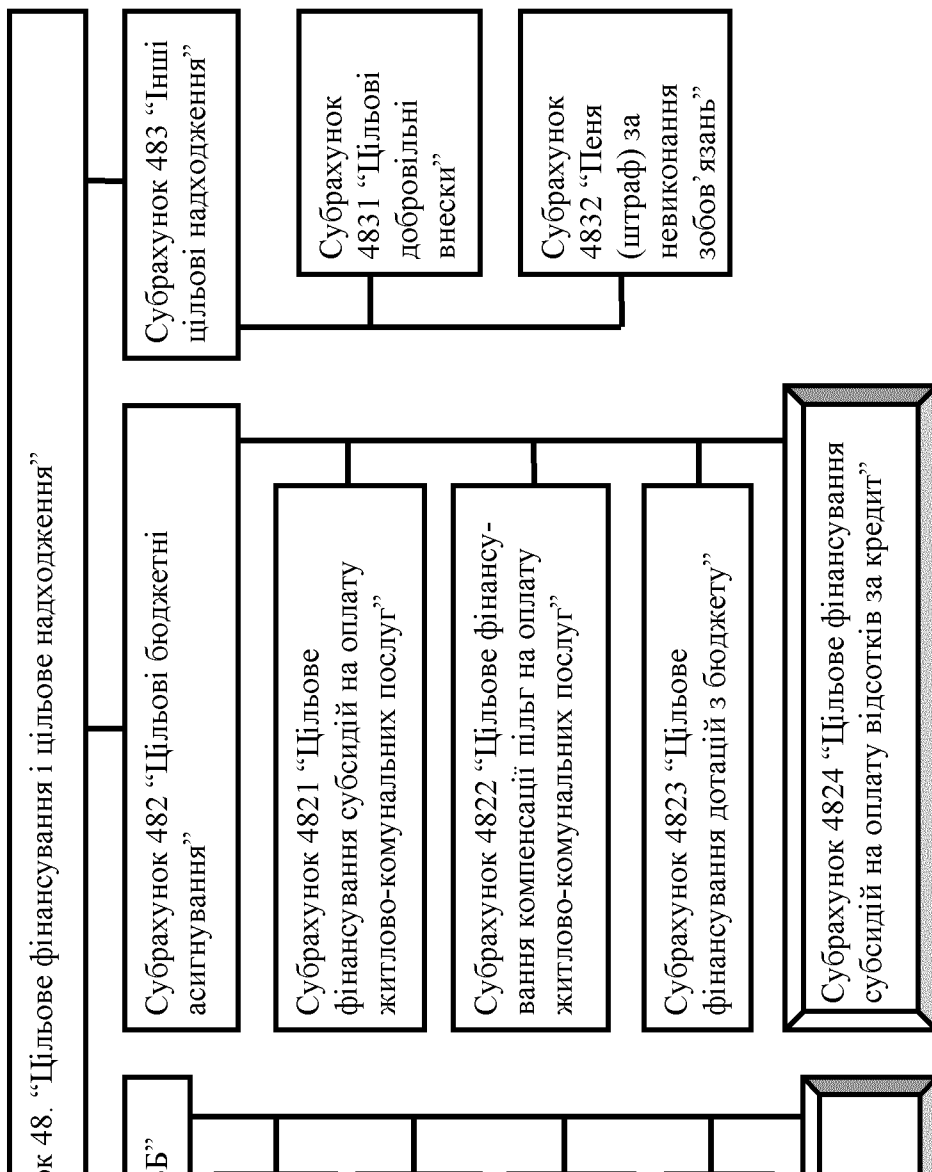 ок 48. “Цільове фінансування і цільове надходження”
Б”
Субрахунок 482 “Цільові бюджетні
асигнування”
Субрахунок 4821 “Цільове
фінансування субсидій на оплату
житлово-комунальних послуг”
Субрахунок 4822 “Цільове фінансу-
вання компенсації пільг на оплату
житлово-комунальних послуг”
Субрахунок 4823 “Цільове
фінансування дотацій з бюджету”
Субрахунок 4824 “Цільове фінансування
субсидій на оплату відсотків за кредит”
Субрахунок 483 “Інші
цільові надходження”
Субрахунок
4831 “Цільові
добровільні
внески”
Субрахунок
4832 “Пеня
(штраф) за
невиконання
зобов’язань”